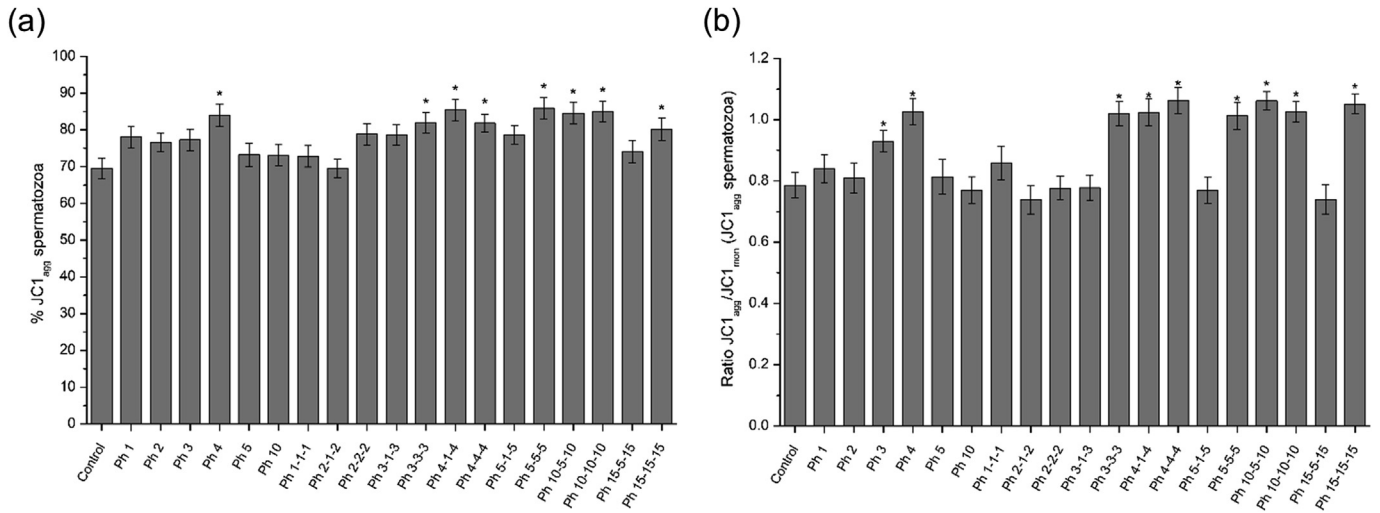 (a)
% JC1agg spermatozoa
100
90
80
70
60
50
40
30
20
10
0
* * * * * * * *
Control
Ph 1
Ph 2
Ph 3
Ph 4
Ph 5
Ph 10
Ph 1-1-1
Ph 2-1-2
Ph 2-2-2
Ph 3-1-3
Ph 3-3-3
Ph 4-1-4
Ph 4-4-4
Ph 5-1-5
Ph 5-5-5
Ph 10-5-10
Ph 10-10-10
Ph 15-5-15
Ph 15-15-15
(b)
Ratio JC1agg/JC1mon (JC1agg spermatozoa)
1.2
1.0
0.8
0.6
0.4
0.2
0.0
* * * * * * * * *
Control
Ph 1
Ph 2
Ph 3
Ph 4
Ph 5
Ph 10
Ph 1-1-1
Ph 2-1-2
Ph 2-2-2
Ph 3-1-3
Ph 3-3-3
Ph 4-1-4
Ph 4-4-4
Ph 5-1-5
Ph 15-5-5
Ph 10-5-10
Ph 10-10-10
Ph 15-5-15
Ph 15-15-15